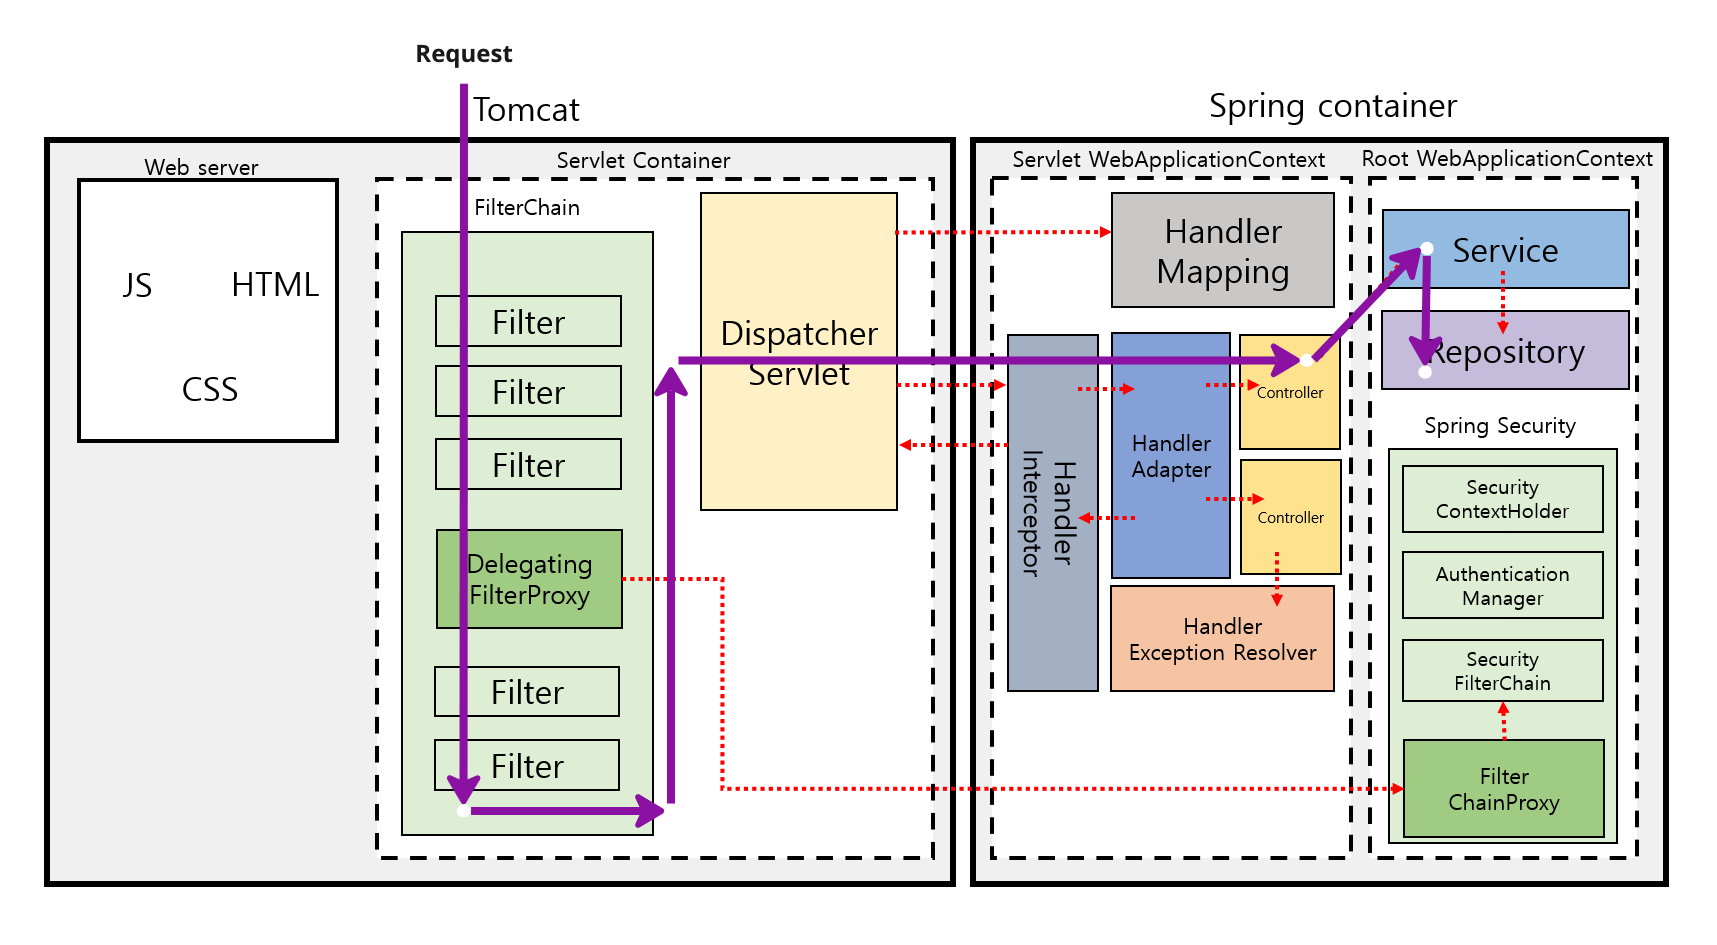 Request
Tomcat
Spring container
Web server
Servlet Container
Servlet WebApplicationContext
Root WebApplicationContext
JS
HTML
CSS
FilterChain
Filter
Filter
Filter
Delegating
FilterProxy
Filter
Filter
Dispatcher
Servlet
Handler
Mapping
Handler
Interceptor
Handler
Adapter
Controller
Controller
Handler
Exception Resolver
Service
Repository
Spring Security
Security
ContextHolder
Authentication
Manager
Security
FilterChain
Filter
ChainProxy